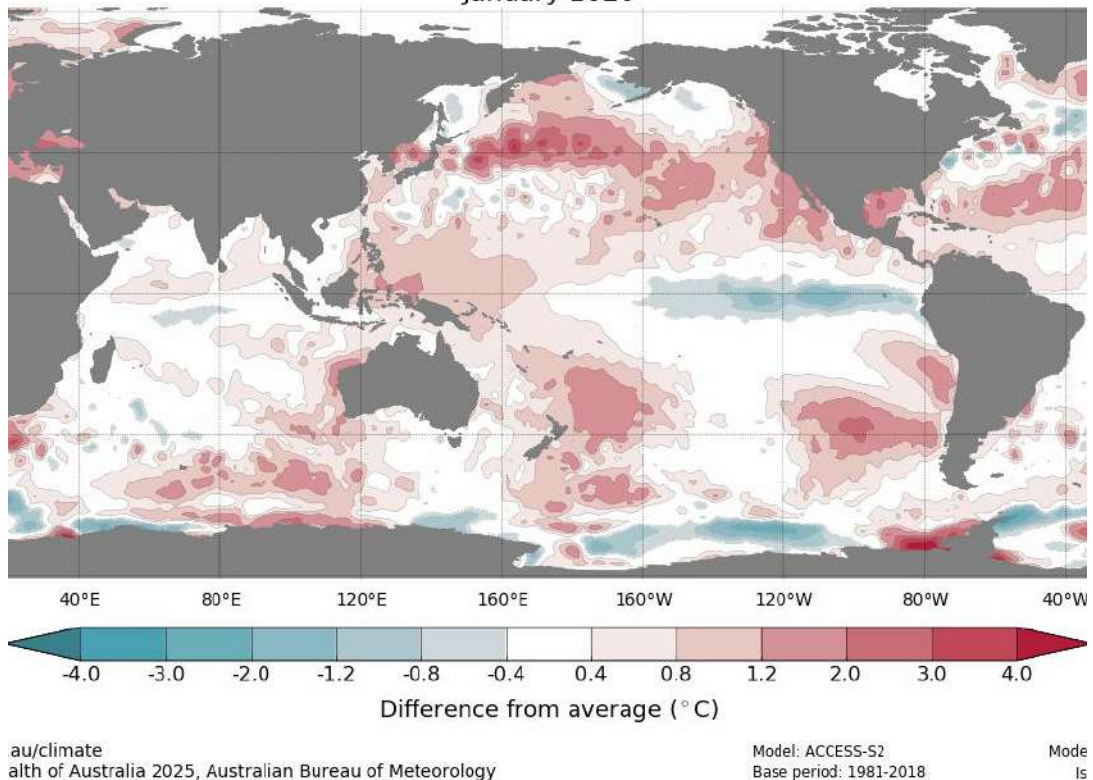 40°E 80°E 120°E 160°E 160°W 120°W 80°W 40°W
-4.0 -3.0 -2.0 -1.2 -0.8 -0.4 0.4 0.8 1.2 2.0 3.0 4.0
Difference from average (°C)
au/climate Model: ACCESS-S2 Mode
alth of Australia 2025, Australian Bureau of Meteorology Base period: 1981-2018 Is